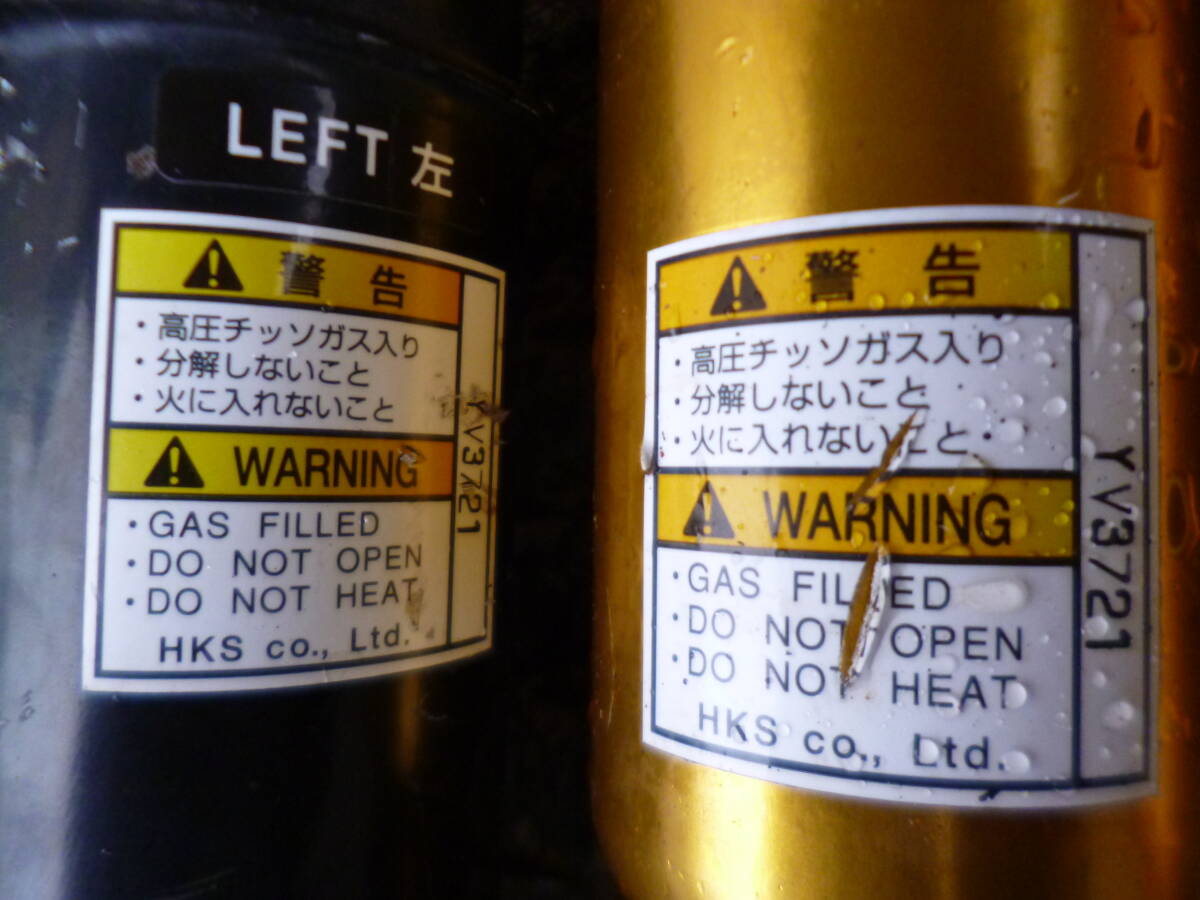 LEFT 左
警告
・高圧チッソガス入り
・分解しないこと
・火に入れないこと
WARNING
・GAS FILLED
・DO NOT OPEN
・DO NOT HEAT
HKS co., Ltd.
YV3721
警告
・高圧チッソガス入り
・分解しないこと
・火に入れないこと
WARNING
・GAS FILLED
・DO NOT OPEN
・DO NOT HEAT
HKS co., Ltd.
YV3721